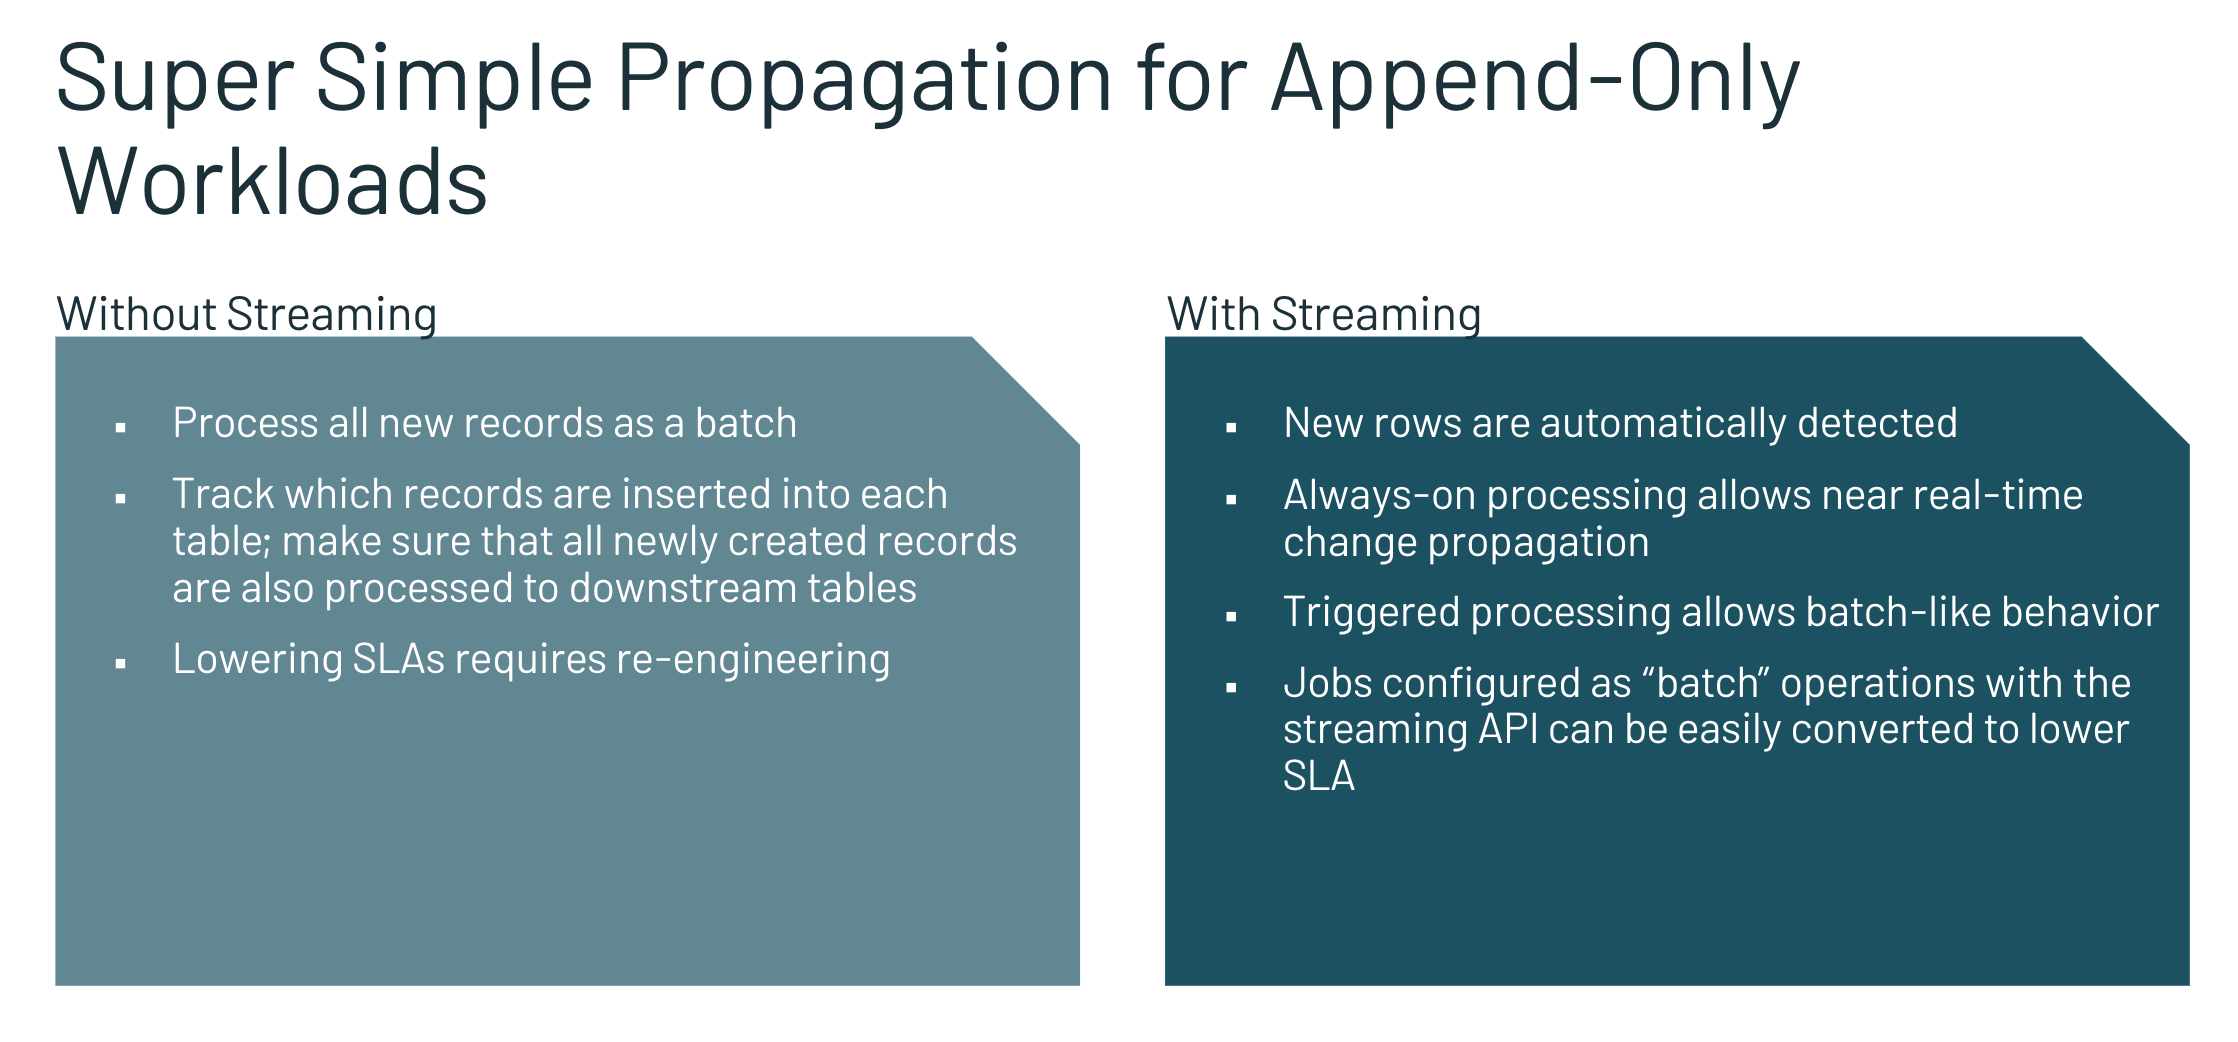 Super Simple Propagation for Append-Only
Workloads
Without Streaming
▪ Process all new records as a batch
▪ Track which records are inserted into each
table; make sure that all newly created records
are also processed to downstream tables
▪ Lowering SLAs requires re-engineering
With Streaming
▪ New rows are automatically detected
▪ Always-on processing allows near real-time
change propagation
▪ Triggered processing allows batch-like behavior
▪ Jobs configured as “batch” operations with the
streaming API can be easily converted to lower
SLA